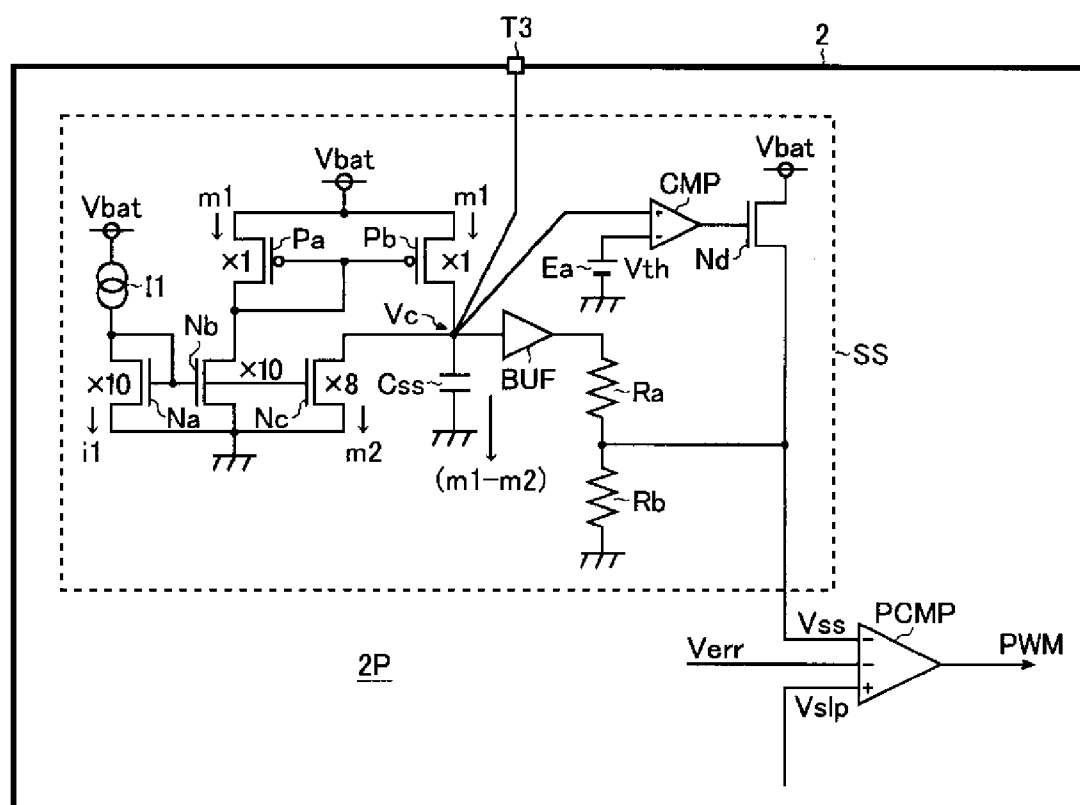 T3
2
Vbat
Vbat
Vbat
m1
m1
CMP
Pa
Pb
×1
×1
+
-
Nd
Ea
Vth
I1
Vc
SS
Nb
×10
×10
×8
Css
BUF
Ra
Na
Nc
i1
m2
(m1-m2)
Rb
Vss
PCMP
Verr
PWM
-
-
+
Vslp
2P